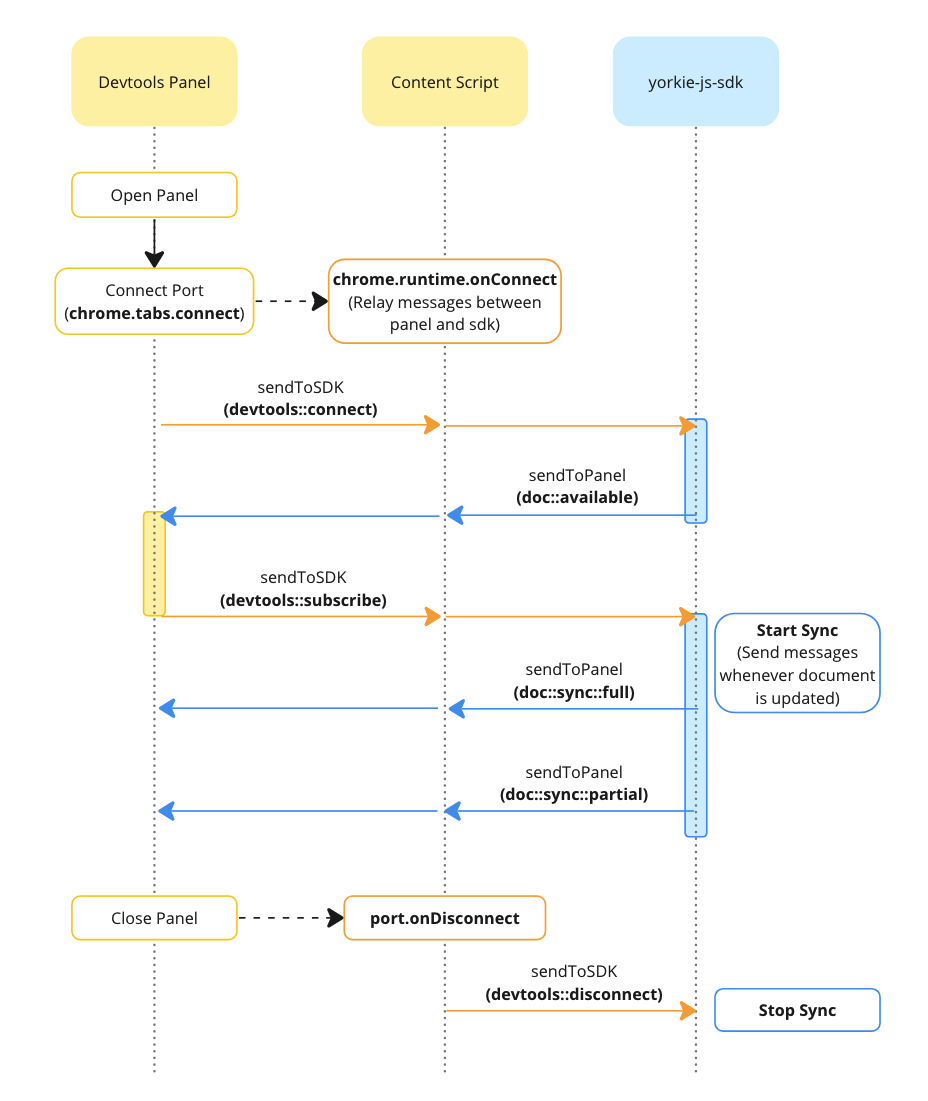 Devtools Panel
Content Script
yorkie-js-sdk
Open Panel
Connect Port
(chrome.tabs.connect)
chrome.runtime.onConnect
(Relay messages between
panel and sdk)
sendToSDK
(devtools::connect)
sendToPanel
(doc::available)
sendToSDK
(devtools::subscribe)
Start Sync
(Send messages
whenever document
is updated)
sendToPanel
(doc::sync::full)
sendToPanel
(doc::sync::partial)
Close Panel
port.onDisconnect
sendToSDK
(devtools::disconnect)
Stop Sync